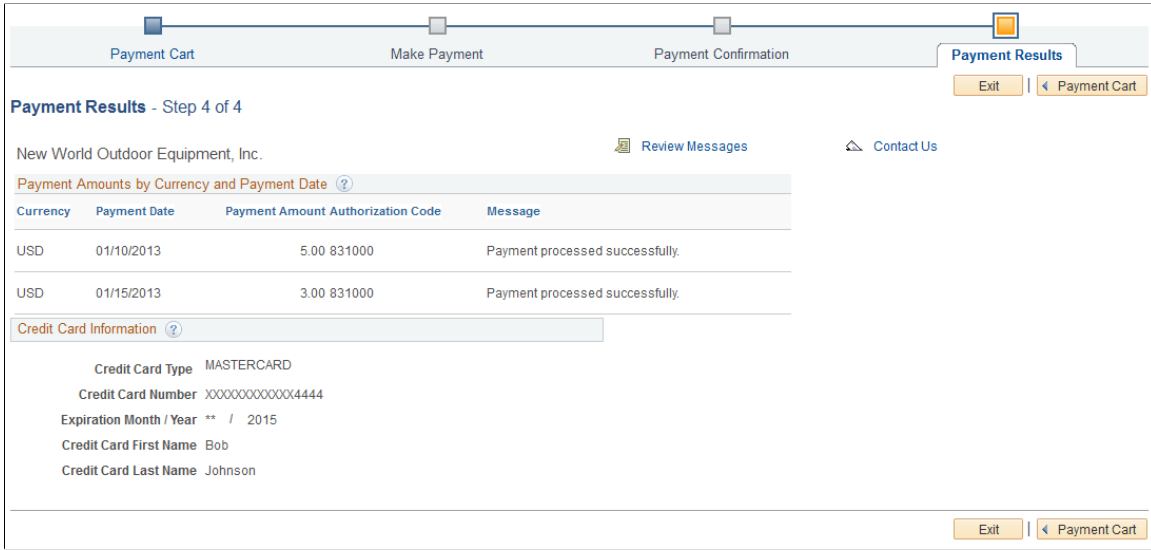 Payment Cart Make Payment Payment Confirmation Payment Results
Exit | Payment Cart
Payment Results - Step 4 of 4
New World Outdoor Equipment, Inc. Review Messages Contact Us
Payment Amounts by Currency and Payment Date ?
Currency Payment Date Payment Amount Authorization Code Message
USD 01/10/2013 5.00 831000 Payment processed successfully.
USD 01/15/2013 3.00 831000 Payment processed successfully.
Credit Card Information ?
Credit Card Type MASTERCARD
Credit Card Number XXXXXXXXXXXX4444
Expiration Month / Year ** / 2015
Credit Card First Name Bob
Credit Card Last Name Johnson
Exit | Payment Cart